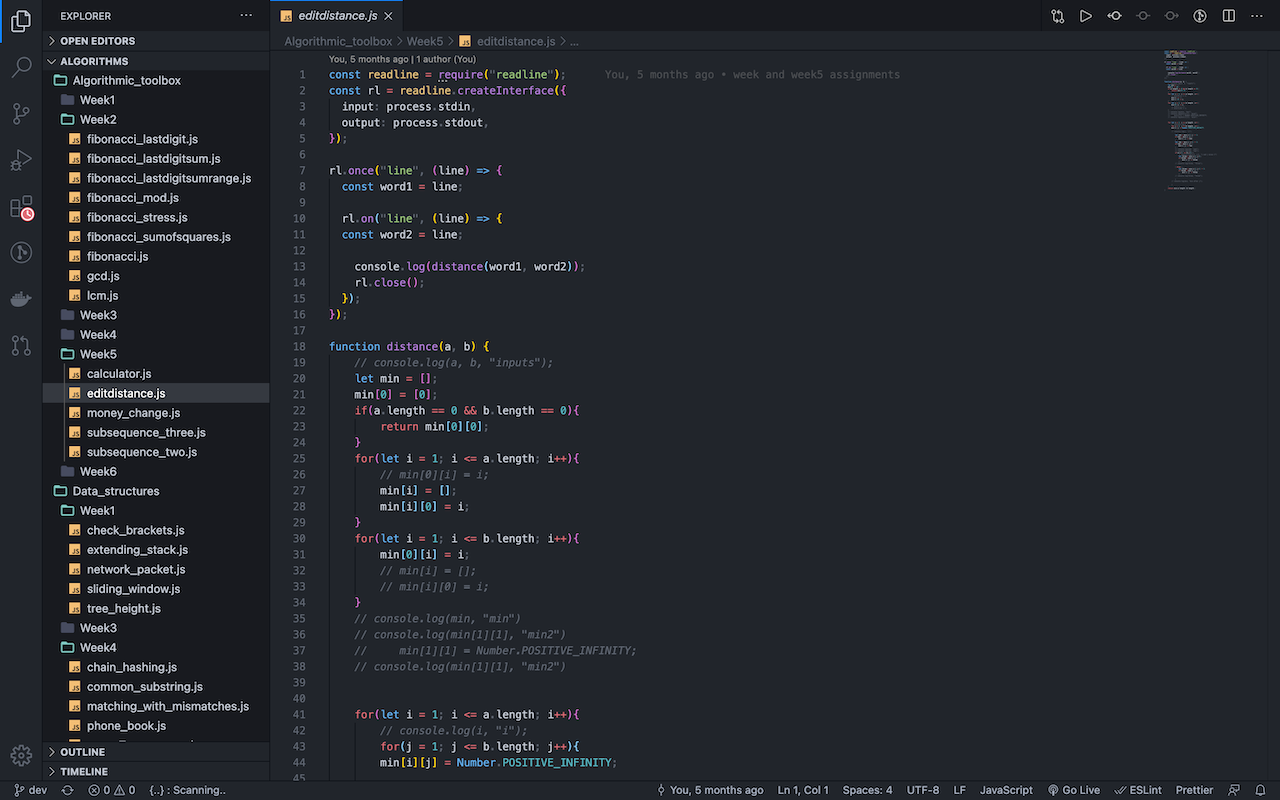 EXPLORER
OPEN EDITORS
ALGORITHMS
Algorithmic_toolbox
Week1
Week2
fibonacci_lastdigit.js
fibonacci_lastdigitsum.js
fibonacci_lastdigitsumrange.js
fibonacci_mod.js
fibonacci_stress.js
fibonacci_sumofsquares.js
fibonacci.js
gcd.js
lcm.js
Week3
Week4
Week5
calculator.js
editdistance.js
money_change.js
subsequence_three.js
subsequence_two.js
Week6
Data_structures
Week1
check_brackets.js
extending_stack.js
network_packet.js
sliding_window.js
tree_height.js
Week3
Week4
chain_hashing.js
common_substring.js
matching_with_mismatches.js
phone_book.js
OUTLINE
TIMELINE
JS editdistance.js
Algorithmic_toolbox > Week5 > JS editdistance.js > ...
You, 5 months ago | 1 author (You)
1 const readline = require("readline"); You, 5 months ago • week and week5 assignments
2 const rl = readline.createInterface({
3 input: process.stdin,
4 output: process.stdout,
5 });
6
7 rl.once("line", (line) => {
8 const word1 = line;
9
10 rl.on("line", (line) => {
11 const word2 = line;
12
13 console.log(distance(word1, word2));
14 rl.close();
15 });
16 });
17
18 function distance(a, b) {
19 // console.log(a, b, "inputs");
20 let min = [];
21 min[0] = [0];
22 if(a.length == 0 && b.length == 0){
23 return min[0][0];
24 }
25 for(let i = 1; i <= a.length; i++){
26 // min[0][i] = i;
27 min[i] = [];
28 min[i][0] = i;
29 }
30 for(let i = 1; i <= b.length; i++){
31 min[0][i] = i;
32 // min[i] = [];
33 // min[i][0] = i;
34 }
35 // console.log(min, "min")
36 // console.log(min[1][1], "min2")
37 // min[1][1] = Number.POSITIVE_INFINITY;
38 // console.log(min[1][1], "min2")
39
40
41 for(let i = 1; i <= a.length; i++){
42 // console.log(i, "i");
43 for(j = 1; j <= b.length; j++){
44 min[i][j] = Number.POSITIVE_INFINITY;
45
dev 0 0 {..} : Scanning.. You, 5 months ago Ln 1, Col 1 Spaces: 4 UTF-8 LF JavaScript Go Live ESLint Prettier